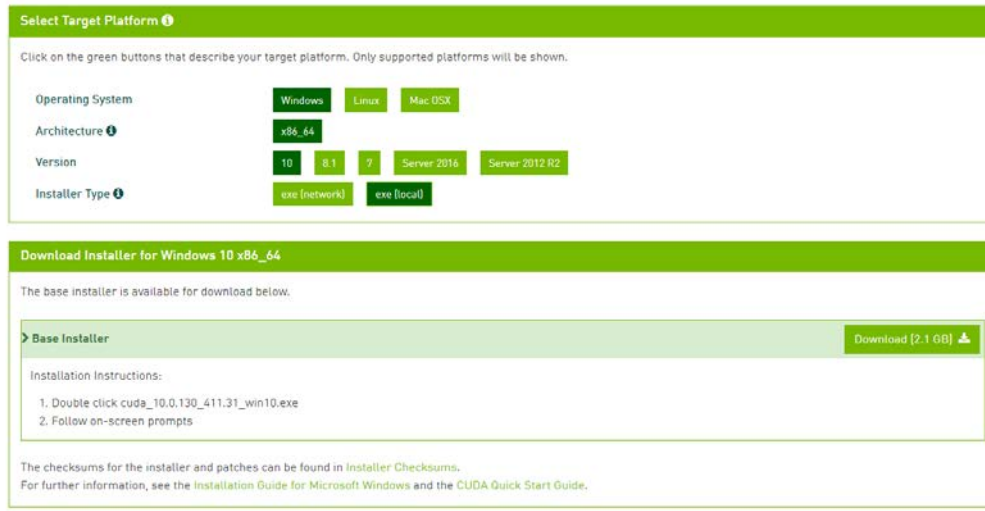 Select Target Platform
Click on the green buttons that describe your target platform. Only supported platforms will be shown.
Operating System Windows Linux Mac OSX
Architecture x86_64
Version 10 8.1 7 Server 2016 Server 2012 R2
Installer Type exe (network) exe (local)
Download Installer for Windows 10 x86_64
The base installer is available for download below.
Base Installer Download (2.1 GB)
Installation Instructions:
1. Double click cuda_10.0.130_411.31_win10.exe
2. Follow on-screen prompts
The checksums for the installer and patches can be found in Installer Checksums.
For further information, see the Installation Guide for Microsoft Windows and the CUDA Quick Start Guide.